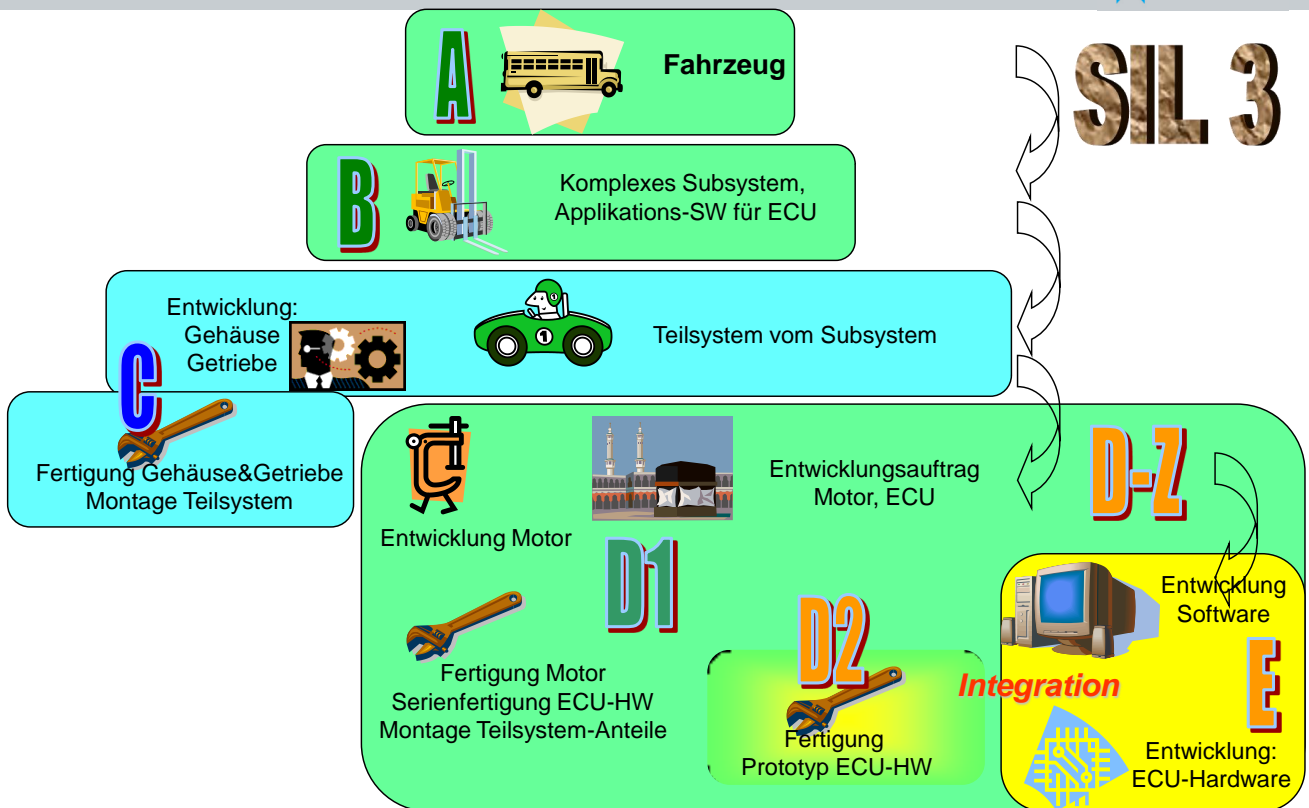 A
Fahrzeug
SIL 3
B
Komplexes Subsystem,
Applikations-SW für ECU
Entwicklung:
Gehäuse
Getriebe
1
1
Teilsystem vom Subsystem
C
Fertigung Gehäuse&Getriebe
Montage Teilsystem
Entwicklungsauftrag
Motor, ECU
D-Z
Entwicklung Motor
D1
Entwicklung
Software
D2
E
Fertigung Motor
Serienfertigung ECU-HW
Montage Teilsystem-Anteile
Integration
Fertigung
Prototyp ECU-HW
Entwicklung:
ECU-Hardware